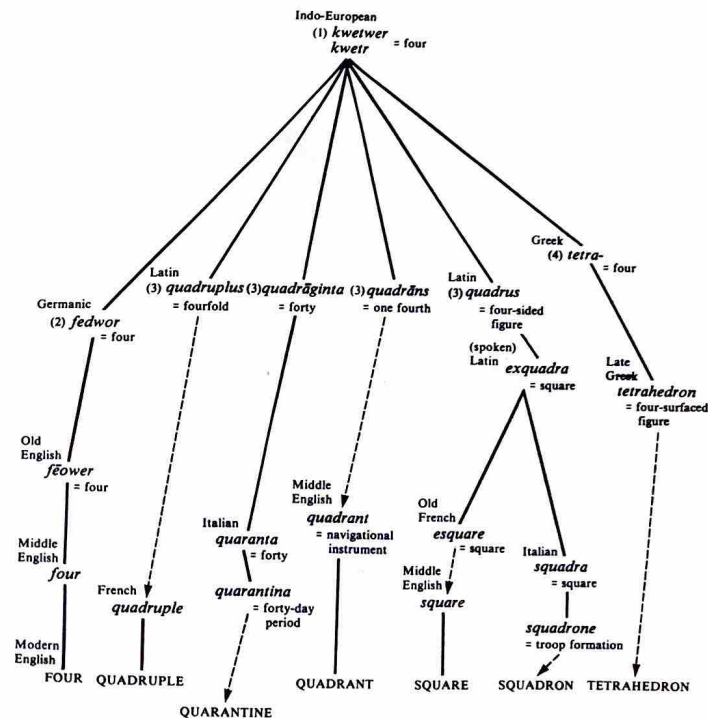 Indo-European
(1) kwetwer
kwetr = four
Greek
(4) tetra-
= four
Latin
(3) quadruplus
= fourfold
(3) quadrāginta
= forty
(3) quadrāns
= one fourth
Latin
(3) quadrus
= four-sided
figure
Germanic
(2) fedwor
= four
(spoken)
Latin
exquadra
= square
Late
Greek
tetrahedron
= four-surfaced
figure
Old
English
fēower
= four
Middle
English
quadrant
= navigational
instrument
Old
French
esquare
= square
Italian
quaranta
= forty
Italian
squadra
= square
Middle
English
four
French
quadruple
quarantina
= forty-day
period
Middle
English
square
squadrone
= troop formation
Modern
English
FOUR
QUADRUPLE
QUARANTINE
QUADRANT
SQUARE
SQUADRON
TETRAHEDRON